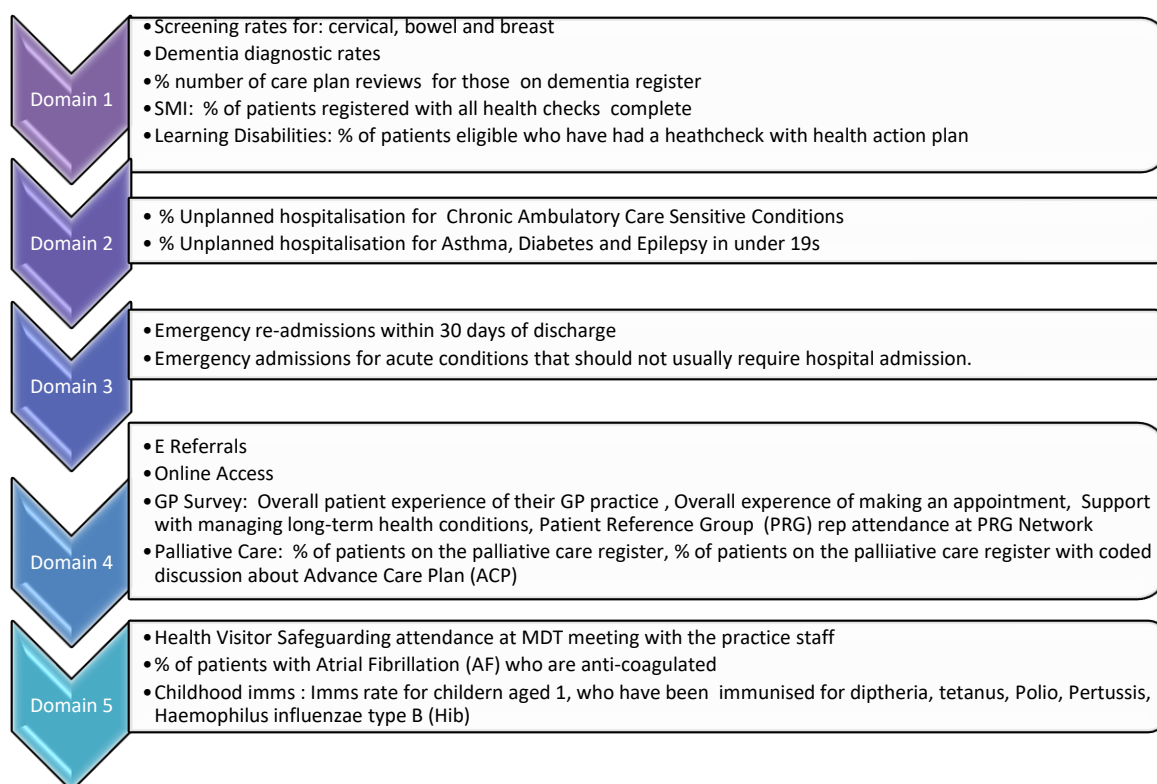 Domain 1
•Screening rates for: cervical, bowel and breast
•Dementia diagnostic rates
•% number of care plan reviews for those on dementia register
•SMI: % of patients registered with all health checks complete
•Learning Disabilities: % of patients eligible who have had a heathcheck with health action plan
Domain 2
• % Unplanned hospitalisation for Chronic Ambulatory Care Sensitive Conditions
• % Unplanned hospitalisation for Asthma, Diabetes and Epilepsy in under 19s
Domain 3
•Emergency re-admissions within 30 days of discharge
•Emergency admissions for acute conditions that should not usually require hospital admission.
Domain 4
•E Referrals
•Online Access
•GP Survey: Overall patient experience of their GP practice , Overall experence of making an appointment, Support
with managing long-term health conditions, Patient Reference Group (PRG) rep attendance at PRG Network
•Palliative Care: % of patients on the palliative care register, % of patients on the palliiative care register with coded
discussion about Advance Care Plan (ACP)
Domain 5
•Health Visitor Safeguarding attendance at MDT meeting with the practice staff
•% of patients with Atrial Fibrillation (AF) who are anti-coagulated
•Childhood imms : Imms rate for childern aged 1, who have been immunised for diptheria, tetanus, Polio, Pertussis,
Haemophilus influenzae type B (Hib)